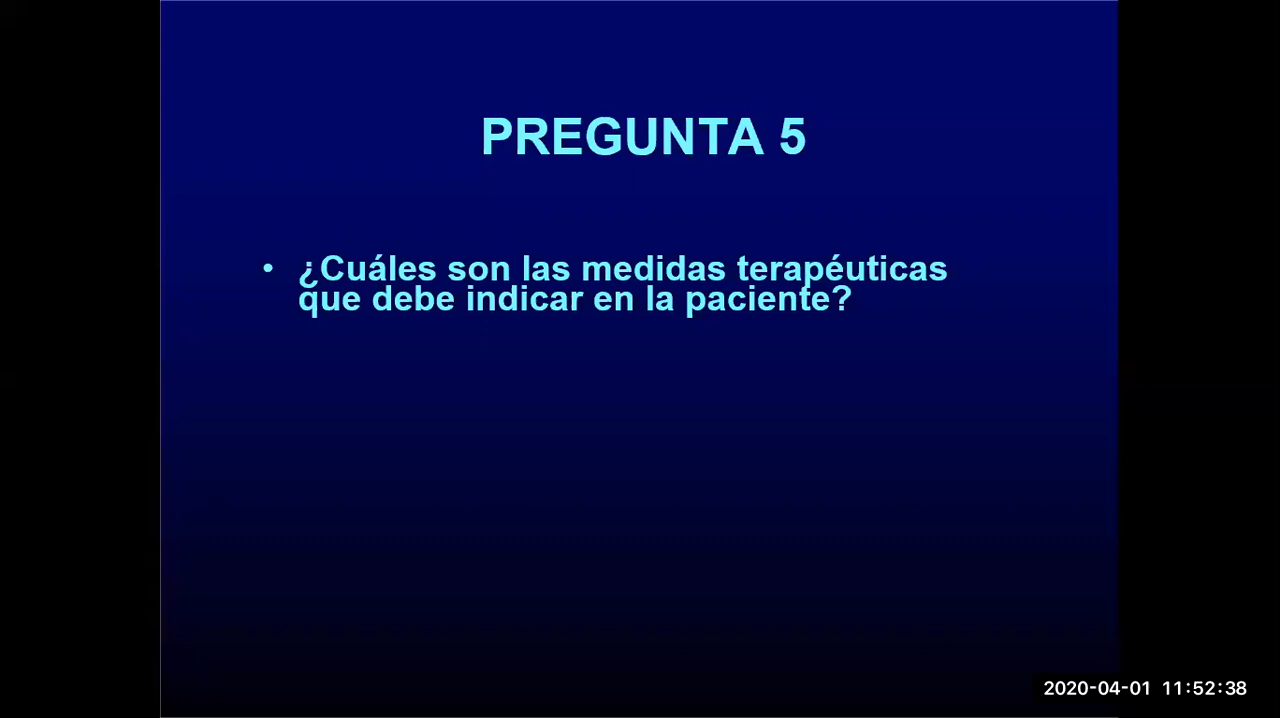 PREGUNTA 5
• ¿Cuáles son las medidas terapéuticas
que debe indicar en la paciente?
2020-04-01 11:52:38